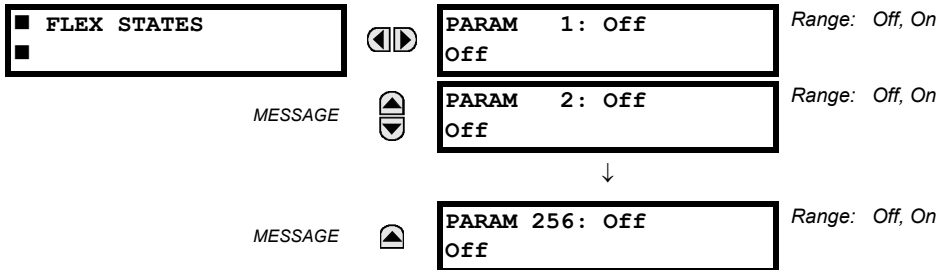 ■ FLEX STATES
■
PARAM 1: Off
Off
Range: Off, On
MESSAGE
PARAM 2: Off
Off
Range: Off, On
↓
MESSAGE
PARAM 256: Off
Off
Range: Off, On